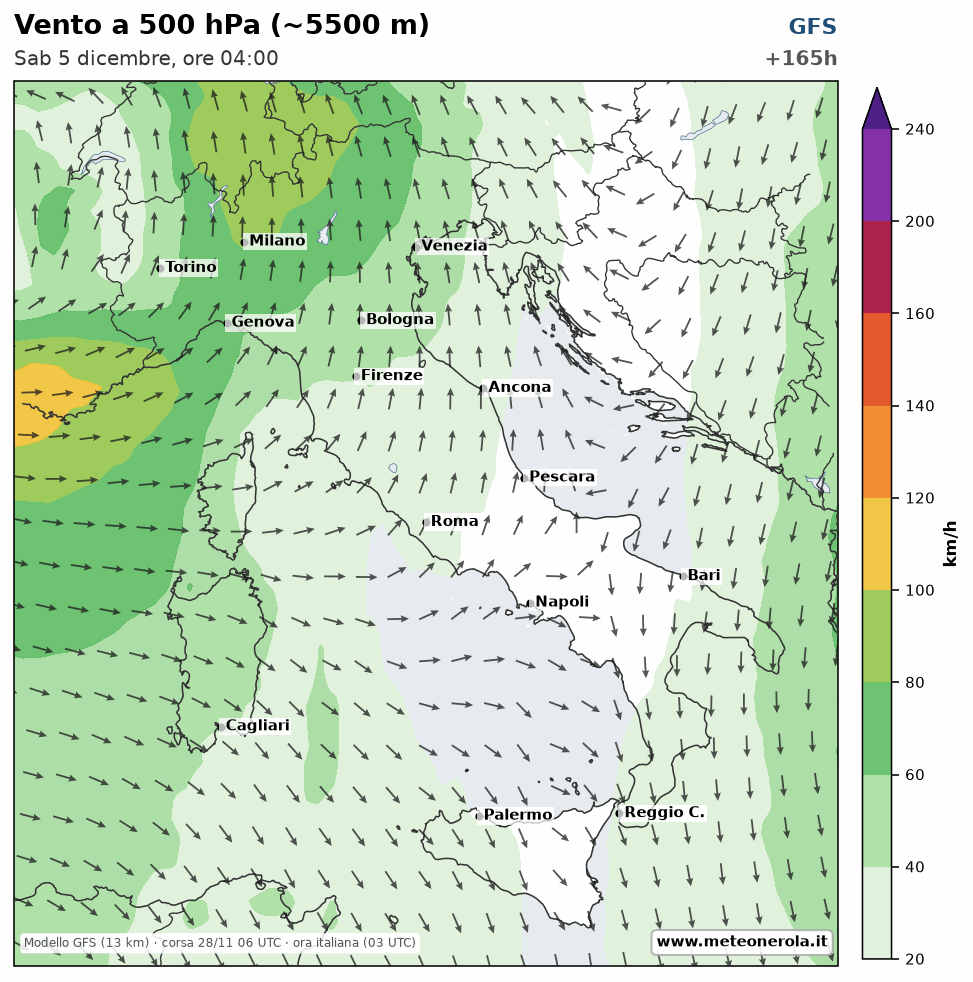 Vento a 500 hPa (~5500 m)
GFS
Sab 5 dicembre, ore 04:00
+165h
Milano
Venezia
Torino
Genova
Bologna
Firenze
Ancona
Pescara
Roma
Bari
Napoli
Cagliari
Palermo
Reggio C.
240
200
160
140
120
100
80
60
40
20
km/h
Modello GFS (13 km) · corsa 28/11 06 UTC · ora italiana (03 UTC)
www.meteonerola.it